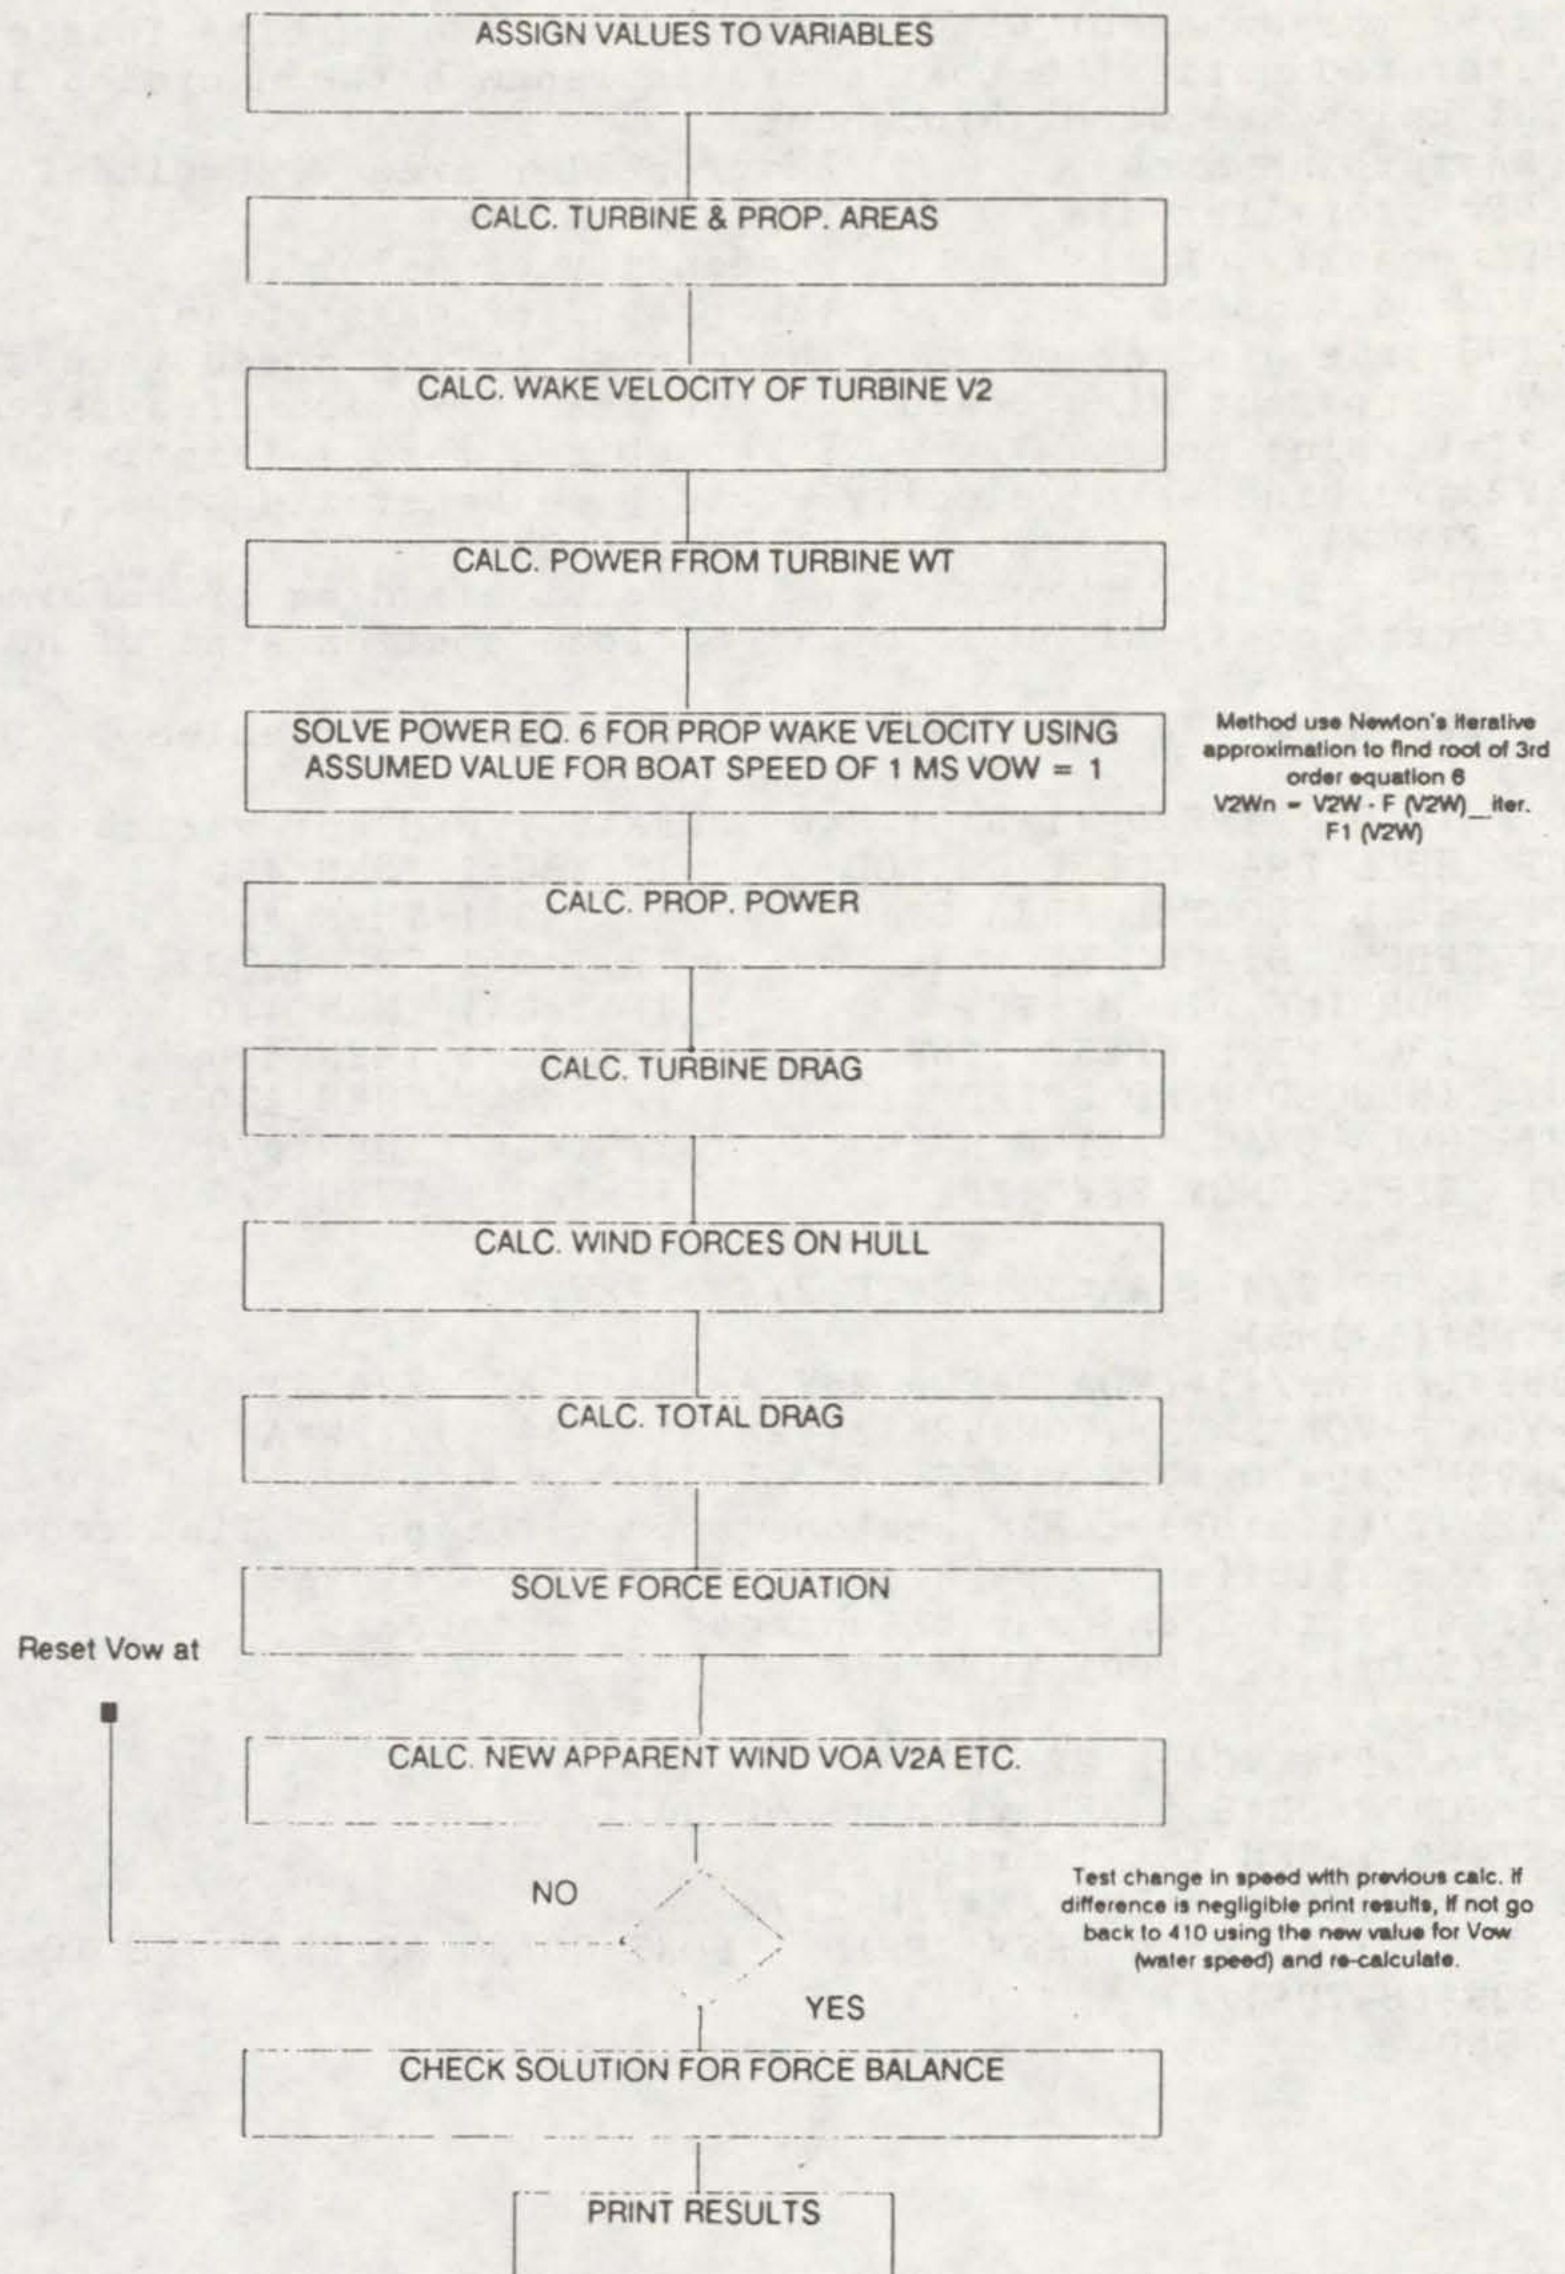 ASSIGN VALUES TO VARIABLES
CALC. TURBINE & PROP. AREAS
CALC. WAKE VELOCITY OF TURBINE V2
CALC. POWER FROM TURBINE WT
SOLVE POWER EQ. 6 FOR PROP WAKE VELOCITY USING
ASSUMED VALUE FOR BOAT SPEED OF 1 MS VOW = 1
Method use Newton's iterative
approximation to find root of 3rd
order equation 6
V2Wn = V2W - F (V2W)__iter.
F1 (V2W)
CALC. PROP. POWER
CALC. TURBINE DRAG
CALC. WIND FORCES ON HULL
CALC. TOTAL DRAG
SOLVE FORCE EQUATION
Reset Vow at
CALC. NEW APPARENT WIND VOA V2A ETC.
NO
Test change in speed with previous calc. If
difference is negligible print results, if not go
back to 410 using the new value for Vow
(water speed) and re-calculate.
YES
CHECK SOLUTION FOR FORCE BALANCE
PRINT RESULTS